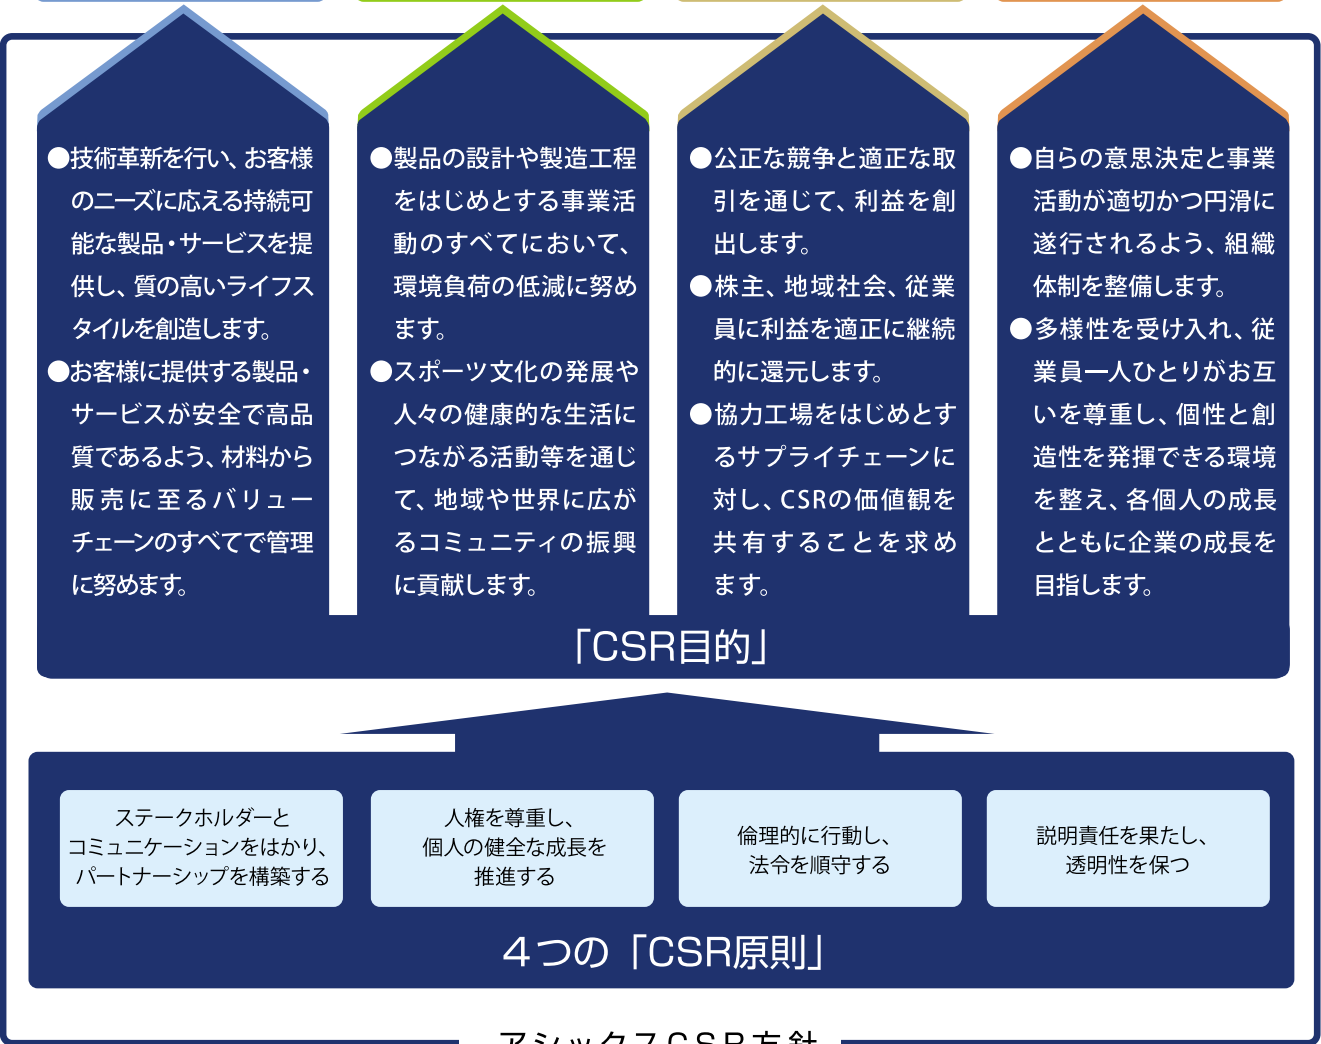 ●技術革新を行い、お客様
のニーズに応える持続可
能な製品・サービスを提
供し、質の高いライフス
タイルを創造します。
●お客様に提供する製品・
サービスが安全で高品
質であるよう、材料から
販売に至るバリュー
チェーンのすべてで管理
に努めます。
●製品の設計や製造工程
をはじめとする事業活
動のすべてにおいて、
環境負荷の低減に努め
ます。
●スポーツ文化の発展や
人々の健康的な生活に
つながる活動等を通じ
て、地域や世界に広が
るコミュニティの振興
に貢献します。
●公正な競争と適正な取
引を通じて、利益を創
出します。
●株主、地域社会、従業
員に利益を適正に継続
的に還元します。
●協力工場をはじめとす
るサプライチェーンに
対し、CSRの価値観を
共有することを求め
ます。
●自らの意思決定と事業
活動が適切かつ円滑に
遂行されるよう、組織
体制を整備します。
●多様性を受け入れ、従
業員一人ひとりがお互
いを尊重し、個性と創
造性を発揮できる環境
を整え、各個人の成長
とともに企業の成長を
目指します。
「CSR目的」
ステークホルダーと
コミュニケーションをはかり、
パートナーシップを構築する
人権を尊重し、
個人の健全な成長を
推進する
倫理的に行動し、
法令を順守する
説明責任を果たし、
透明性を保つ
４つの「CSR原則」
アシックスCSR方針